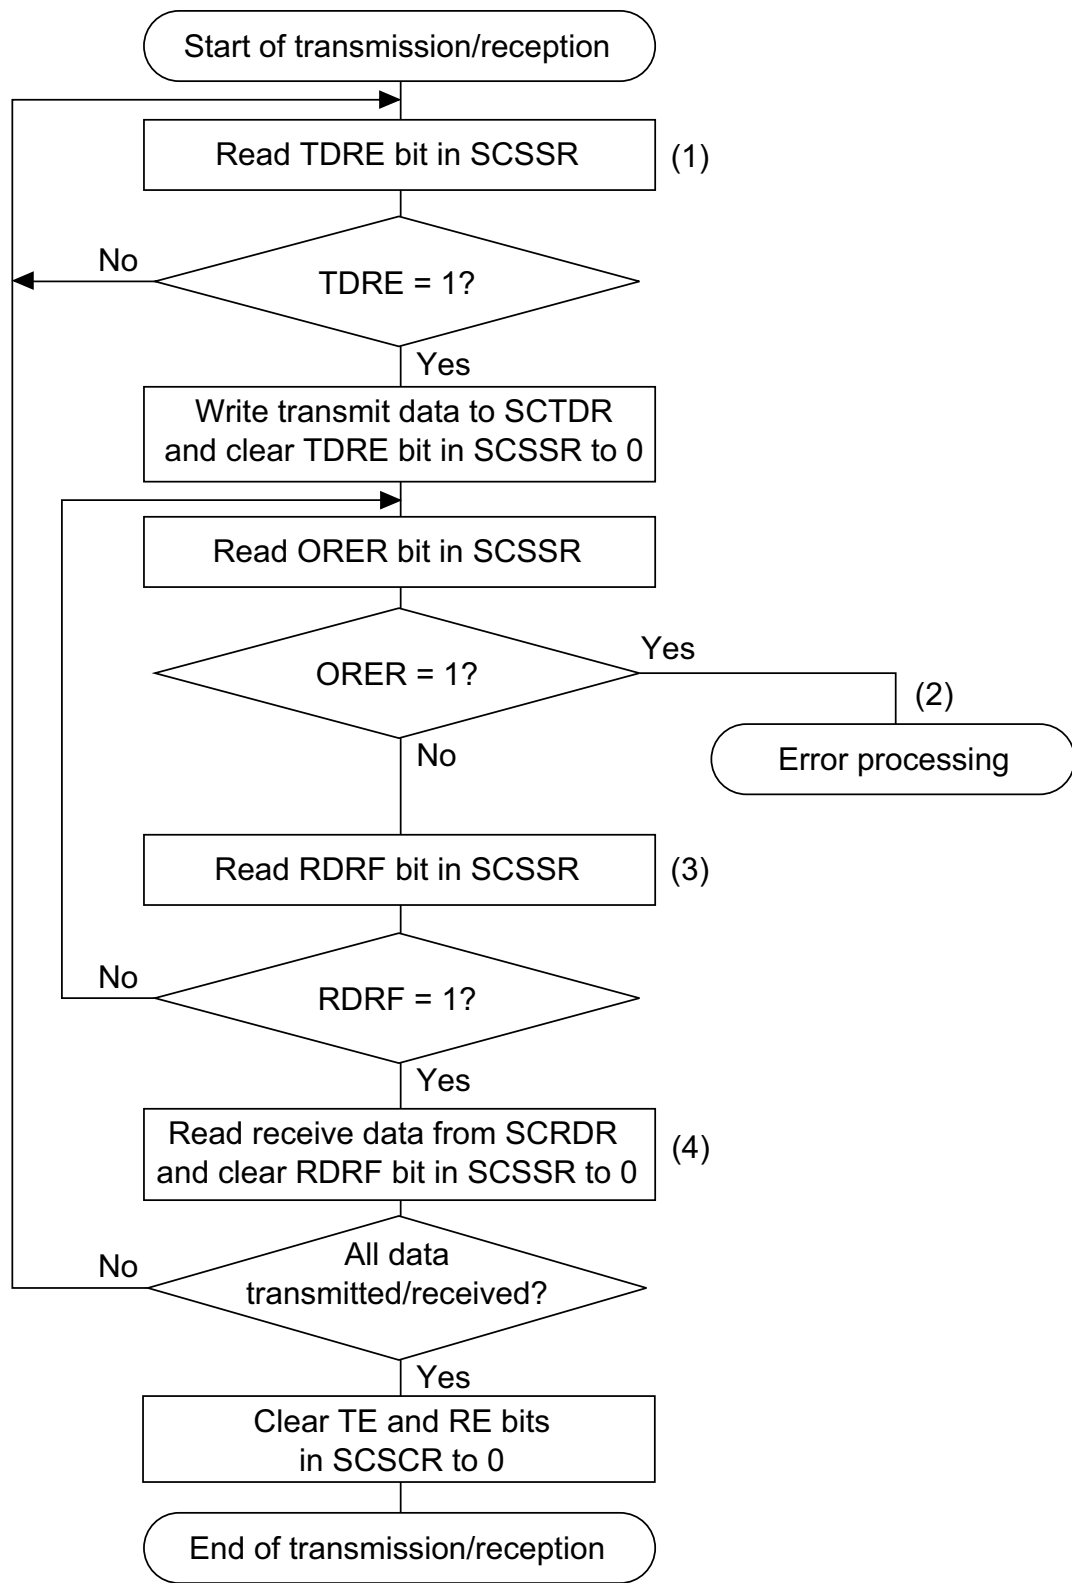 Start of transmission/reception
Read TDRE bit in SCSSR
(1)
No
TDRE = 1?
Yes
Write transmit data to SCTDR
and clear TDRE bit in SCSSR to 0
Read ORER bit in SCSSR
Yes
ORER = 1?
(2)
No
Error processing
Read RDRF bit in SCSSR
(3)
No
RDRF = 1?
Yes
Read receive data from SCRDR
and clear RDRF bit in SCSSR to 0
(4)
All data
No
transmitted/received?
Yes
Clear TE and RE bits
in SCSCR to 0
End of transmission/reception